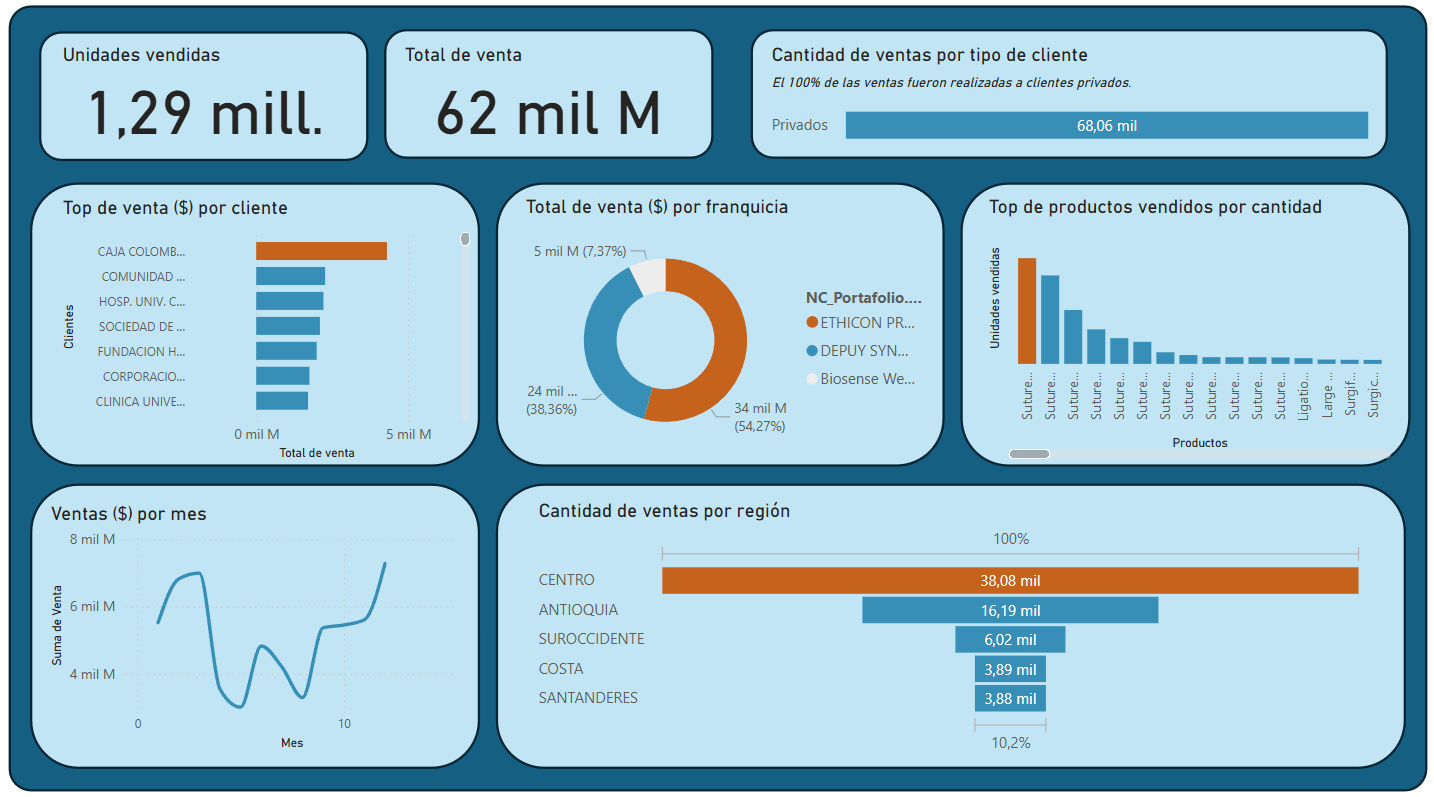 Unidades vendidas
1,29 mill.
Total de venta
62 mil M
Cantidad de ventas por tipo de cliente
El 100% de las ventas fueron realizadas a clientes privados.
Privados
68,06 mil
Top de venta ($) por cliente
Clientes
CAJA COLOMB...
COMUNIDAD ...
HOSP. UNIV. C...
SOCIEDAD DE ...
FUNDACION H...
CORPORACIO...
CLINICA UNIVE...
0 mil M
5 mil M
Total de venta
Total de venta ($) por franquicia
5 mil M (7,37%)
24 mil ...
(38,36%)
34 mil M
(54,27%)
NC_Portafolio....
ETHICON PR...
DEPUY SYN...
Biosense We...
Top de productos vendidos por cantidad
Unidades vendidas
Suture...
Suture...
Suture...
Suture...
Suture...
Suture...
Suture...
Suture...
Suture...
Suture...
Suture...
Suture...
Ligatio...
Large ...
Surgif...
Surgic...
Productos
Ventas ($) por mes
Suma de Venta
8 mil M
6 mil M
4 mil M
0
10
Mes
Cantidad de ventas por región
100%
CENTRO
38,08 mil
ANTIOQUIA
16,19 mil
SUROCCIDENTE
6,02 mil
COSTA
3,89 mil
SANTANDERES
3,88 mil
10,2%